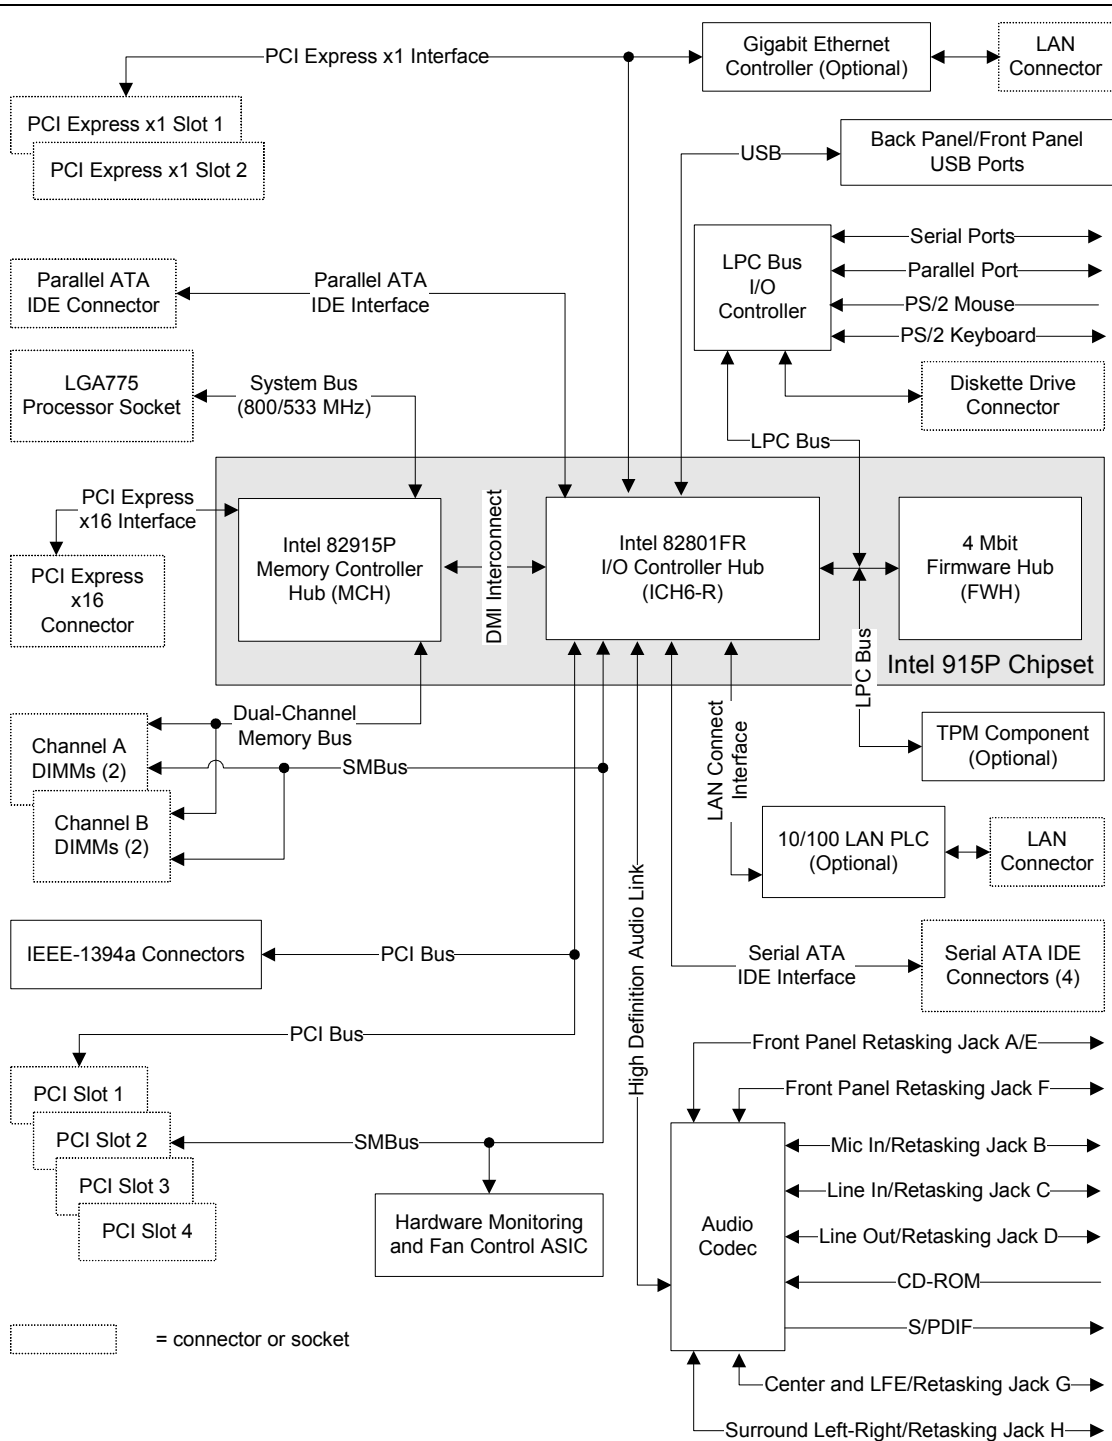 PCI Express x1 Interface
Gigabit Ethernet
Controller (Optional)
LAN
Connector
PCI Express x1 Slot 1
PCI Express x1 Slot 2
USB
Back Panel/Front Panel
USB Ports
LPC Bus
I/O
Controller
Serial Ports
Parallel Port
PS/2 Mouse
PS/2 Keyboard
Parallel ATA
IDE Connector
Parallel ATA
IDE Interface
LGA775
Processor Socket
System Bus
(800/533 MHz)
Diskette Drive
Connector
LPC Bus
PCI Express
x16 Interface
PCI Express
x16
Connector
Intel 82915P
Memory Controller
Hub (MCH)
DMI Interconnect
Intel 82801FR
I/O Controller Hub
(ICH6-R)
4 Mbit
Firmware Hub
(FWH)
Intel 915P Chipset
LPC Bus
Dual-Channel
Memory Bus
Channel A
DIMMs (2)
SMBus
Channel B
DIMMs (2)
LAN Connect
Interface
TPM Component
(Optional)
10/100 LAN PLC
(Optional)
LAN
Connector
High Definition Audio Link
IEEE-1394a Connectors
PCI Bus
Serial ATA
IDE Interface
Serial ATA IDE
Connectors (4)
PCI Bus
PCI Slot 1
PCI Slot 2
PCI Slot 3
PCI Slot 4
SMBus
Hardware Monitoring
and Fan Control ASIC
Front Panel Retasking Jack A/E
Front Panel Retasking Jack F
Mic In/Retasking Jack B
Line In/Retasking Jack C
Audio
Codec
Line Out/Retasking Jack D
CD-ROM
S/PDIF
Center and LFE/Retasking Jack G
Surround Left-Right/Retasking Jack H
= connector or socket